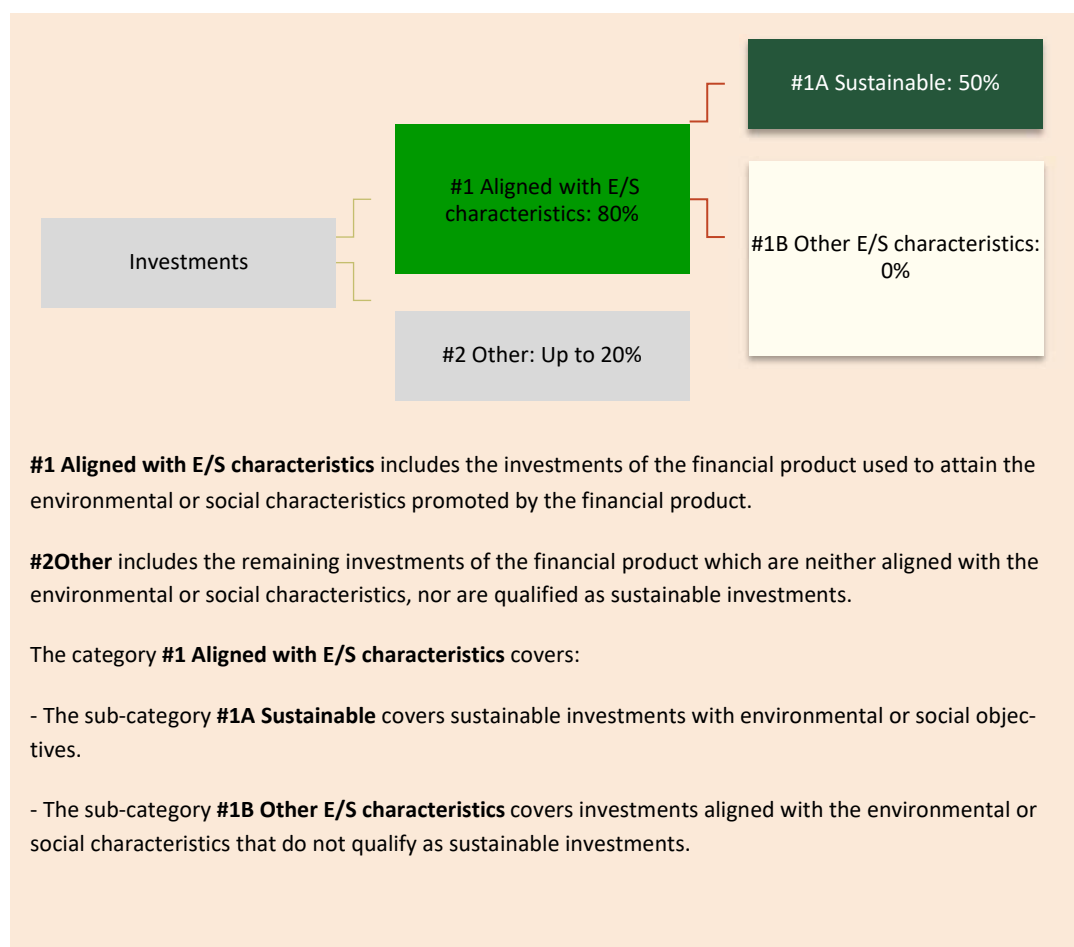 #1A Sustainable: 50%
#1 Aligned with E/S
characteristics: 80%
#1B Other E/S characteristics:
0%
Investments
#2 Other: Up to 20%
#1 Aligned with E/S characteristics includes the investments of the financial product used to attain the
environmental or social characteristics promoted by the financial product.
#2Other includes the remaining investments of the financial product which are neither aligned with the
environmental or social characteristics, nor are qualified as sustainable investments.
The category #1 Aligned with E/S characteristics covers:
- The sub-category #1A Sustainable covers sustainable investments with environmental or social objec-
tives.
- The sub-category #1B Other E/S characteristics covers investments aligned with the environmental or
social characteristics that do not qualify as sustainable investments.